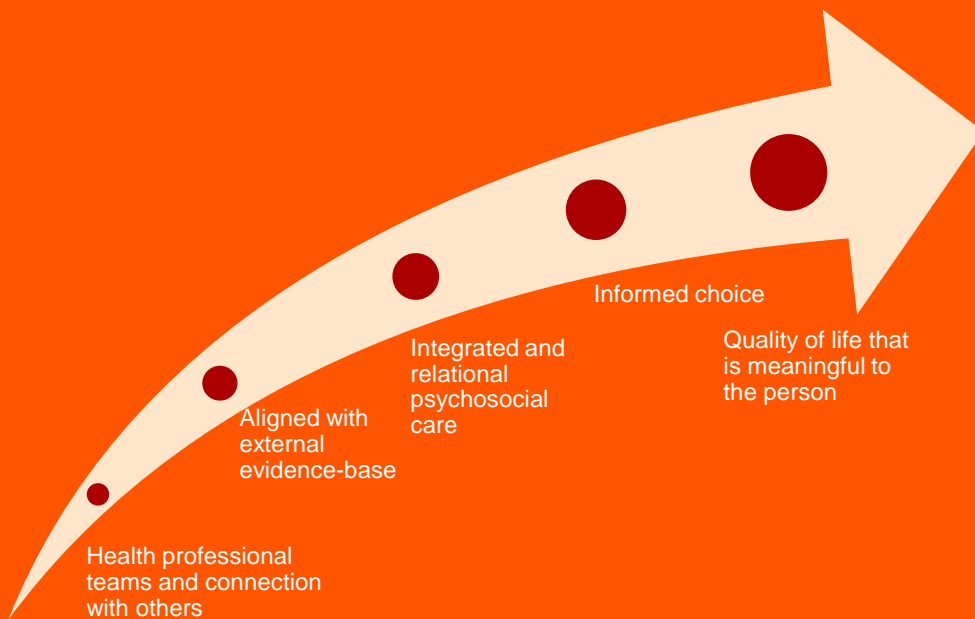 Health professional
teams and connection
with others
Aligned with
external
evidence-base
Integrated and
relational
psychosocial
care
Informed choice
Quality of life that
is meaningful to
the person